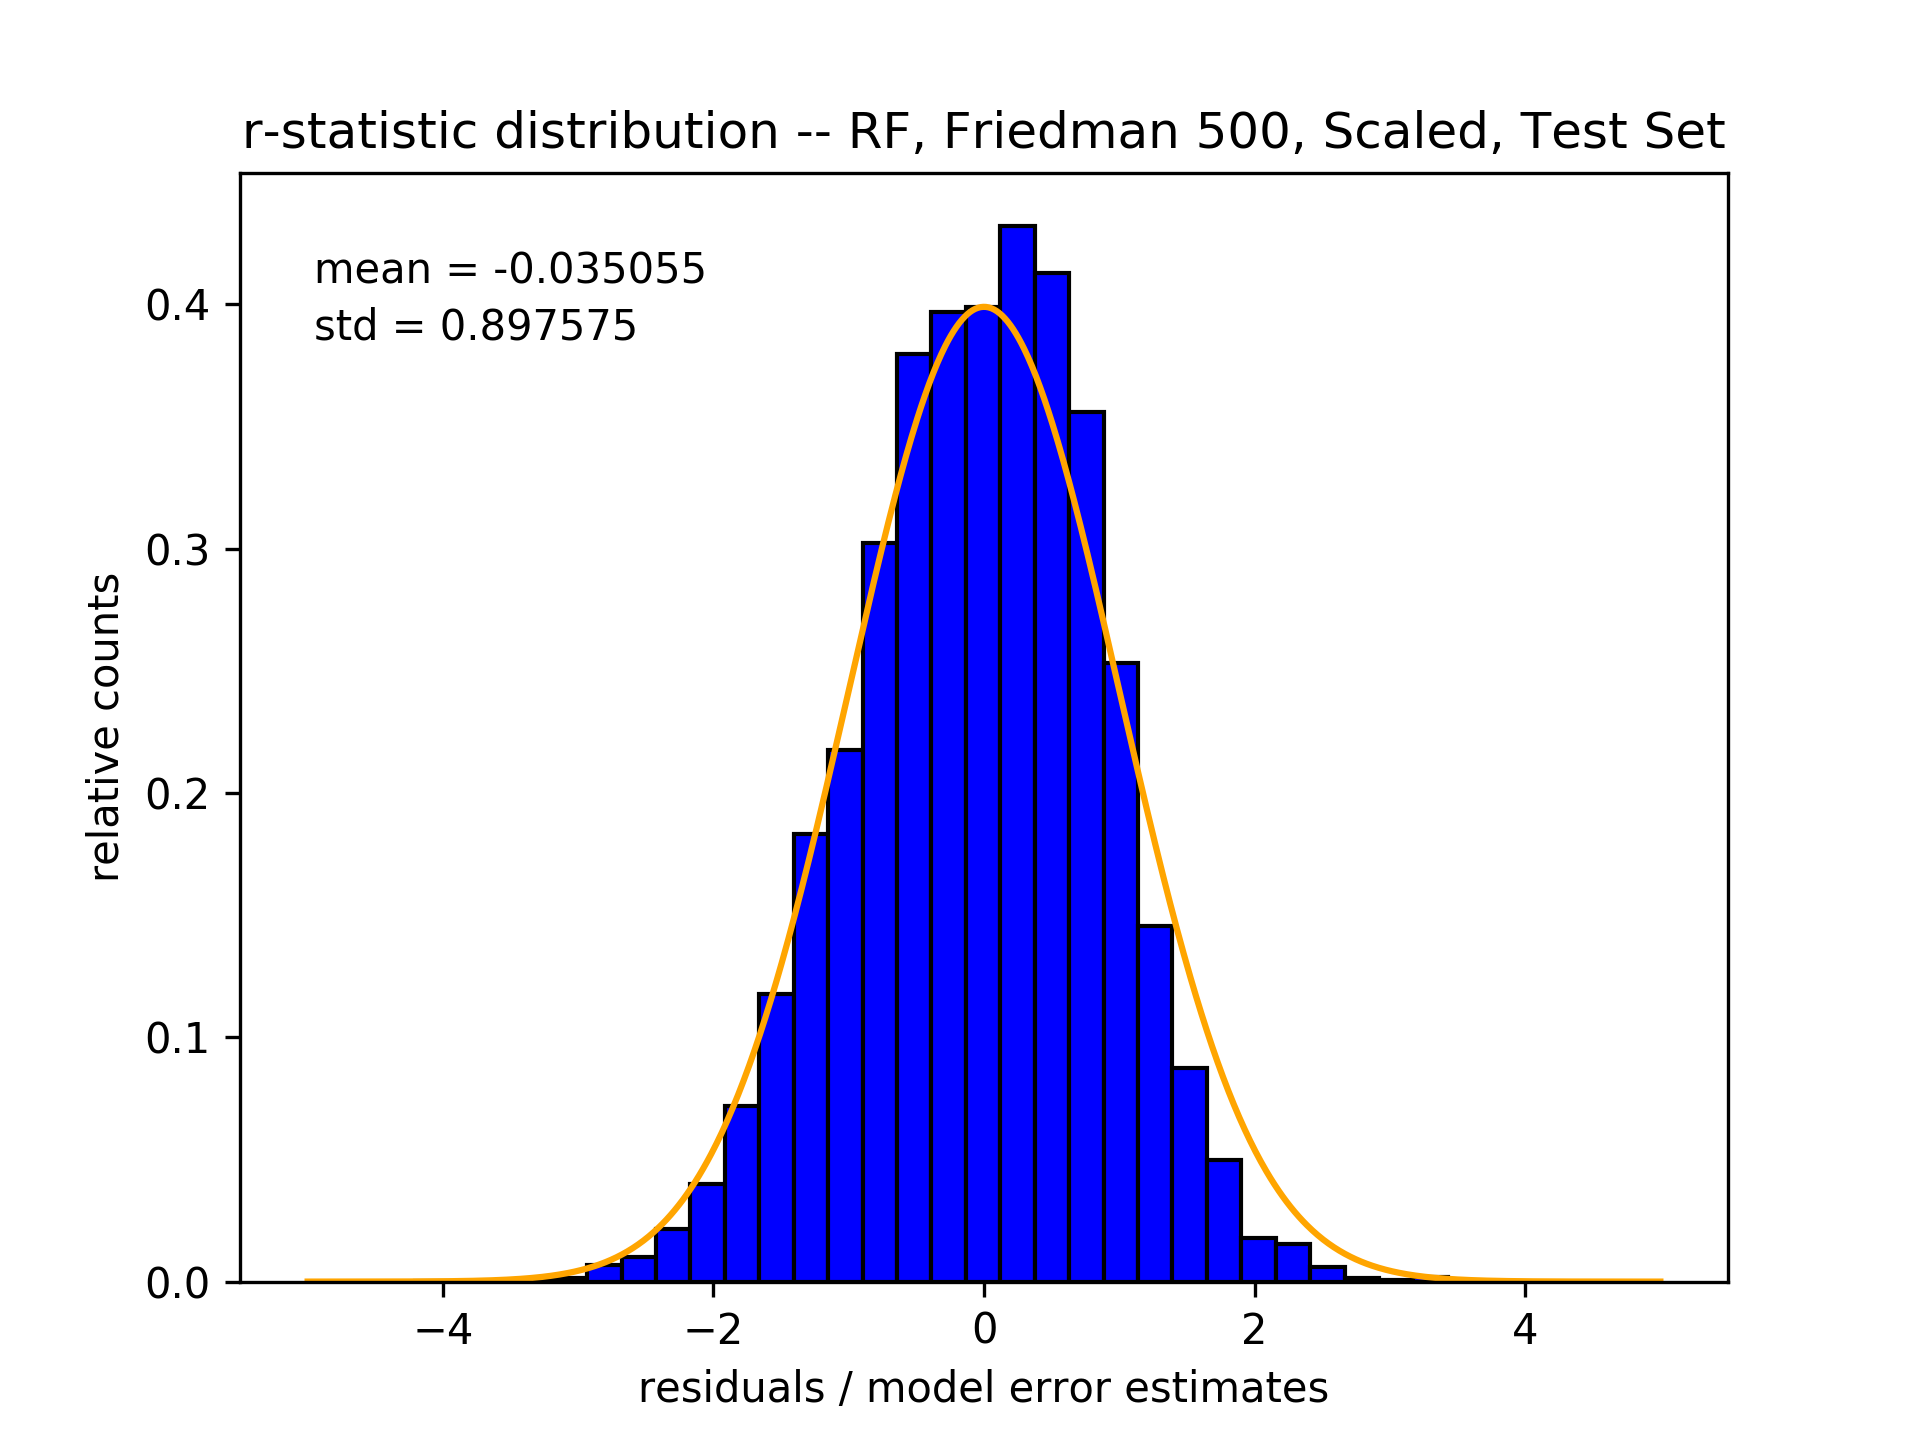 r-statistic distribution -- RF, Friedman 500, Scaled, Test Set
mean = -0.035055
std = 0.897575
relative counts
0.4
0.3
0.2
0.1
0.0
−4 −2 0 2 4
residuals / model error estimates